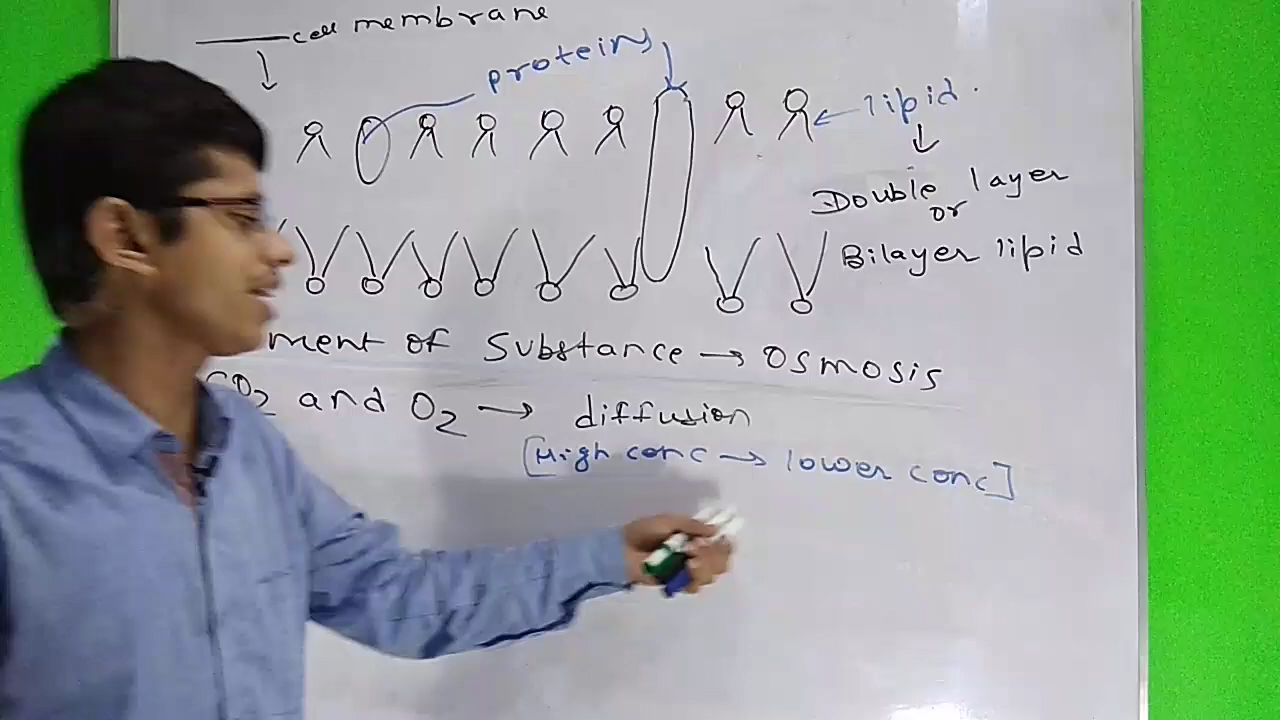 cell membrane
proteins
lipid.
Double layer
or
Bilayer lipid
ment of Substance → Osmosis
CO2 and O2 → diffusion
[High conc → lower conc]